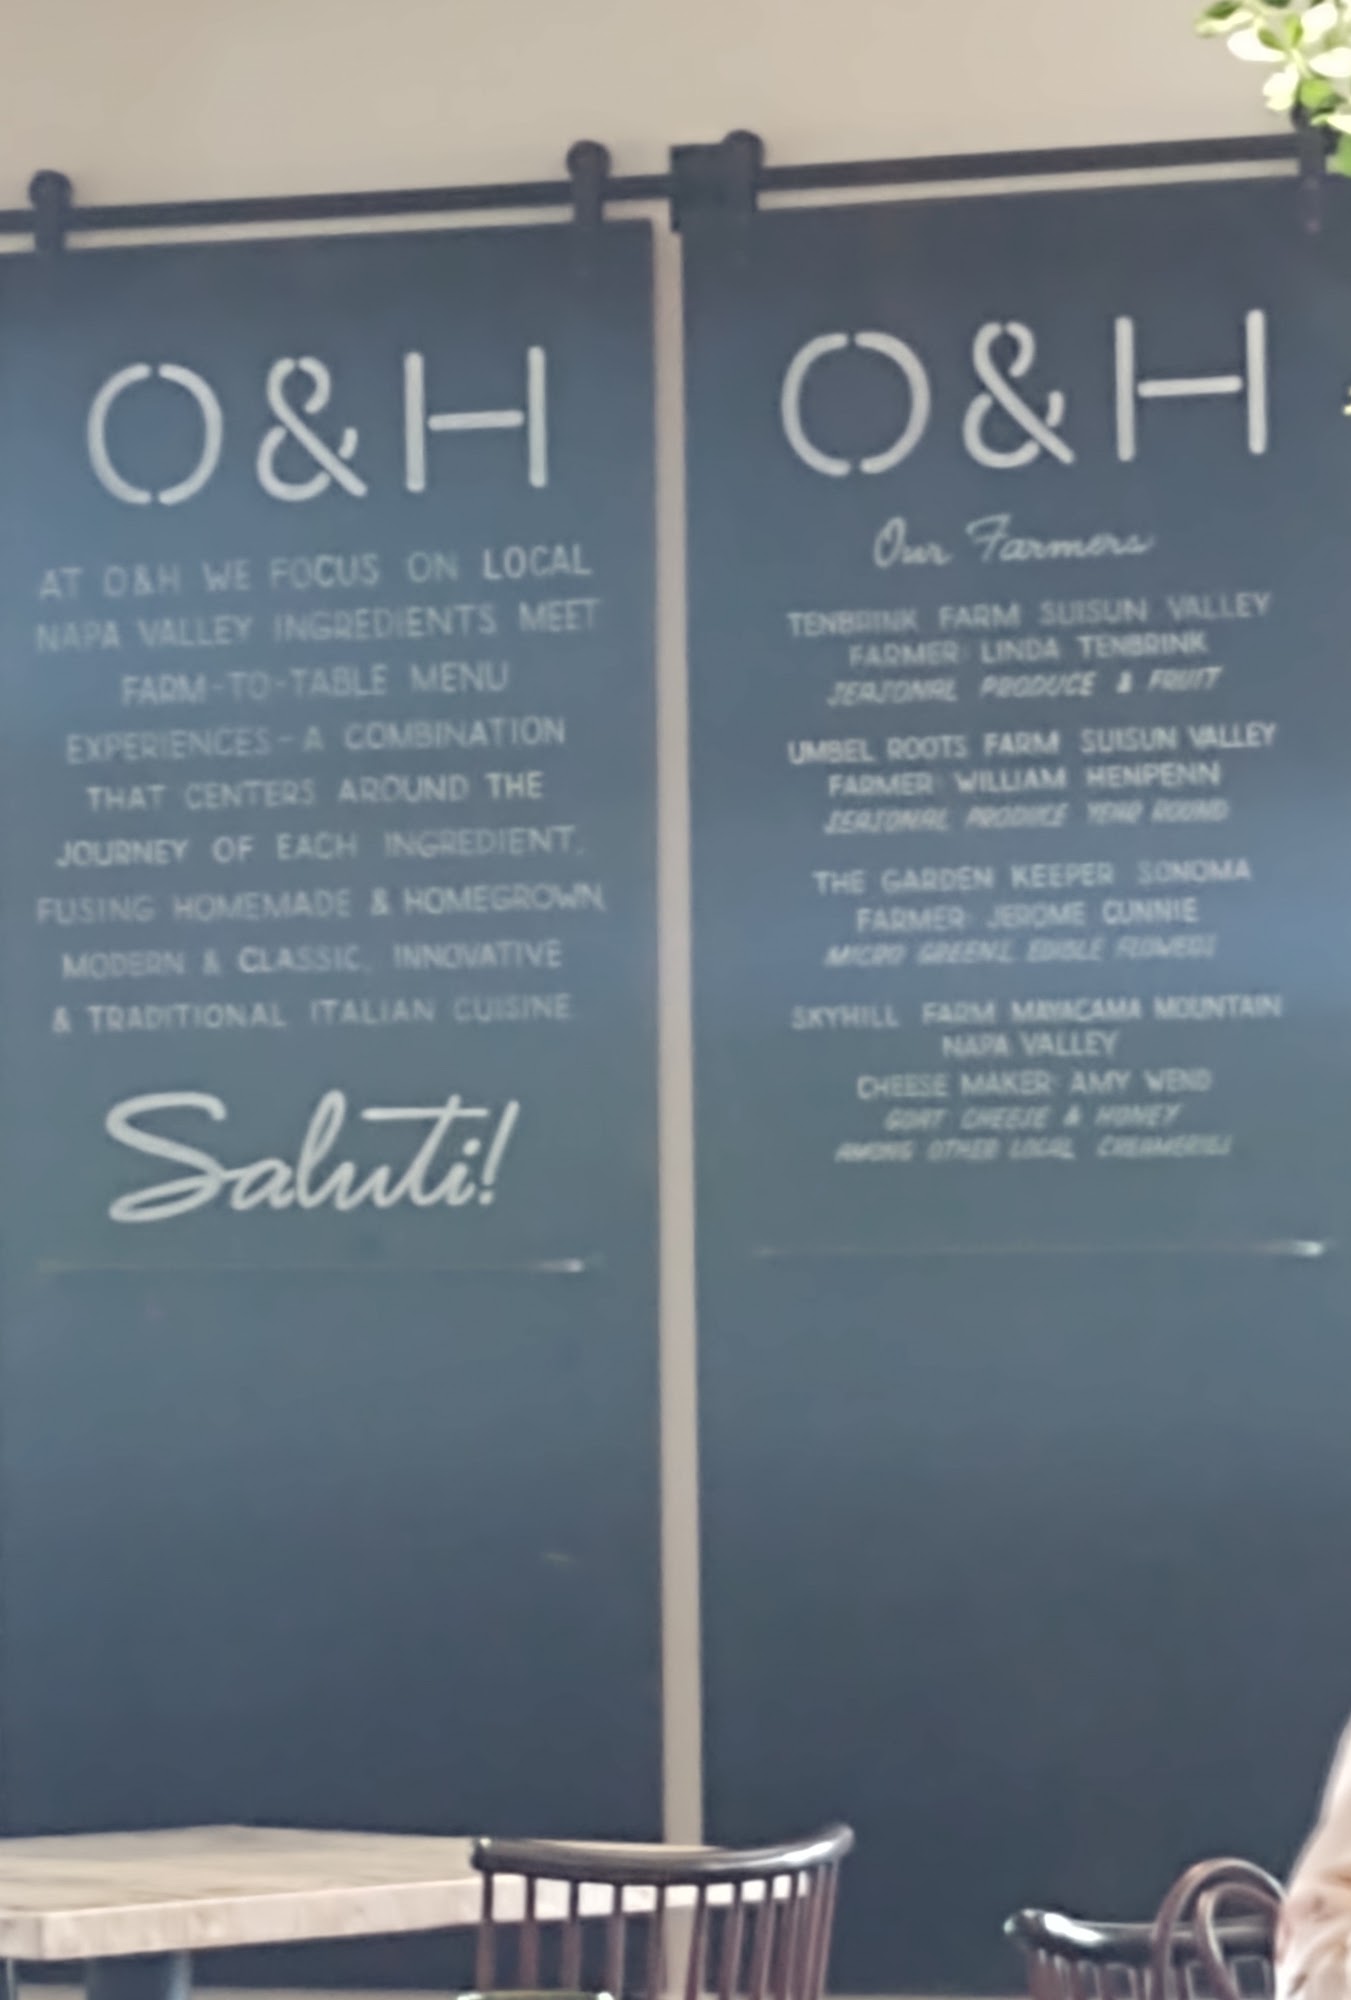 O&H
AT O&H WE FOCUS ON LOCAL
NAPA VALLEY INGREDIENTS MEET
FARM-TO-TABLE MENU
EXPERIENCES-A COMBINATION
THAT CENTERS AROUND THE
JOURNEY OF EACH INGREDIENT.
FUSING HOMEMADE & HOMEGROWN,
MODERN & CLASSIC, INNOVATIVE
& TRADITIONAL ITALIAN CUISINE.
Saluti!
O&H
Our Farmers
TENBRINK FARM SUISUN VALLEY
FARMER: LINDA TENBRINK
SEASONAL PRODUCE & FRUIT
UMBEL ROOTS FARM SUISUN VALLEY
FARMER: WILLIAM HENPENN
SEASONAL PRODUCE YEAR ROUND
THE GARDEN KEEPER SONOMA
FARMER: JEROME CUNNIE
MICRO GREENS, EDIBLE FLOWERS
SKYHILL FARM MAYACAMA MOUNTAIN
NAPA VALLEY
CHEESE MAKER: AMY WEND
GOAT CHEESE & HONEY
AMONG OTHER LOCAL CREAMERIES